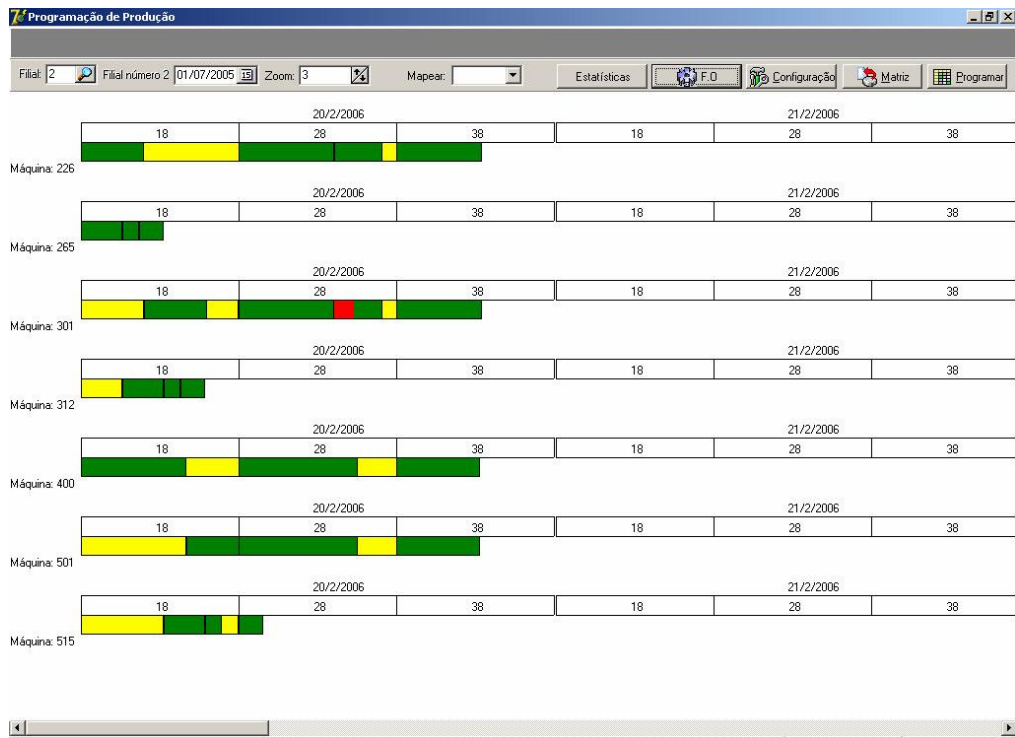 Programação de Produção
Filial: 2 Filial número 2 01/07/2005 15 Zoom: 3 Mapear: Estatísticas F.O Configuração Matriz Programar
20/2/2006 21/2/2006
18 28 38 18 28 38
Máquina: 226
20/2/2006 21/2/2006
18 28 38 18 28 38
Máquina: 265
20/2/2006 21/2/2006
18 28 38 18 28 38
Máquina: 301
20/2/2006 21/2/2006
18 28 38 18 28 38
Máquina: 312
20/2/2006 21/2/2006
18 28 38 18 28 38
Máquina: 400
20/2/2006 21/2/2006
18 28 38 18 28 38
Máquina: 501
20/2/2006 21/2/2006
18 28 38 18 28 38
Máquina: 515